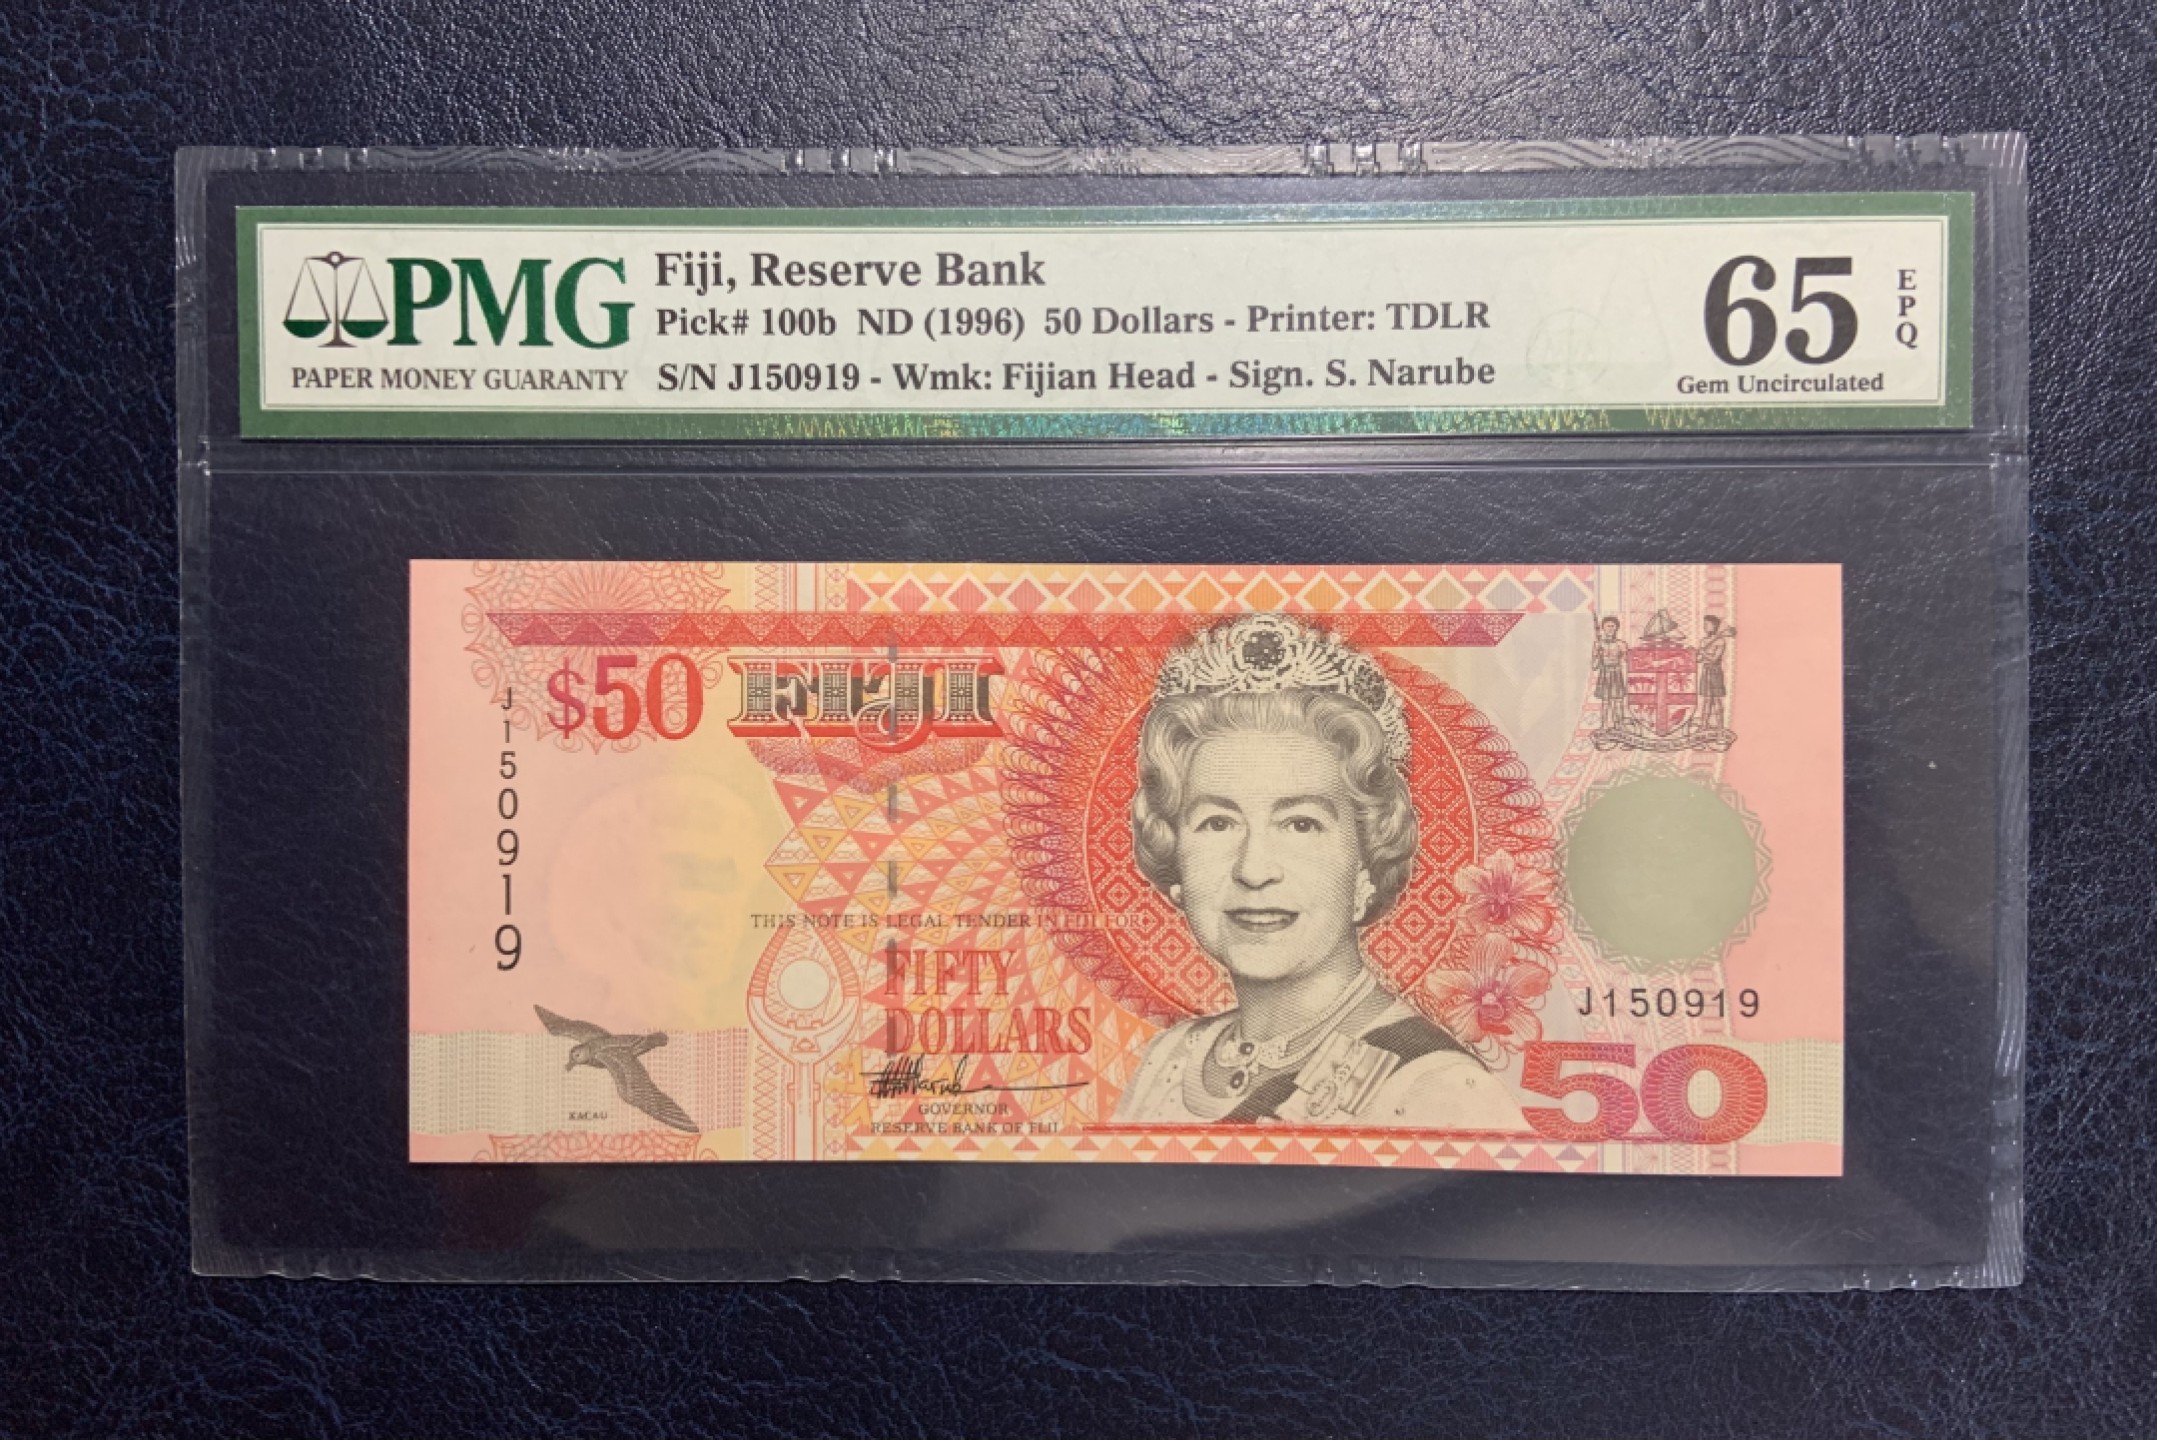 PMG
PAPER MONEY GUARANTY
Fiji, Reserve Bank
Pick# 100b ND (1996) 50 Dollars - Printer: TDLR
S/N J150919 - Wmk: Fijian Head - Sign. S. Narube
65
EPQ
Gem Uncirculated
$50 FIJI
J150919
THIS NOTE IS LEGAL TENDER IN FIJI FOR
FIFTY
DOLLARS
GOVERNOR
RESERVE BANK OF FIJI
KACAU
J150919
50